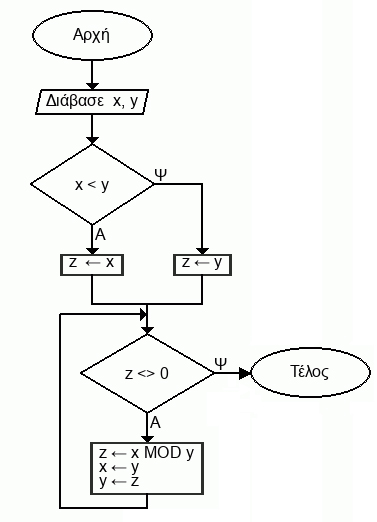 Αρχή
Διάβασε x, y
x < y
Ψ
Α
z ← x
z ← y
z <> 0
Ψ
Τέλος
Α
z ← x MOD y
x ← y
y ← z